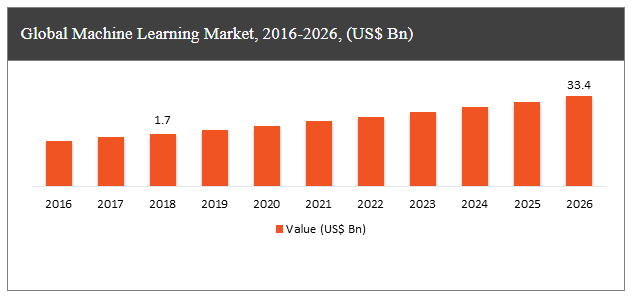 Global Machine Learning Market, 2016-2026, (US$ Bn)
33.4
1.7
2016 2017 2018 2019 2020 2021 2022 2023 2024 2025 2026
Value (US$ Bn)